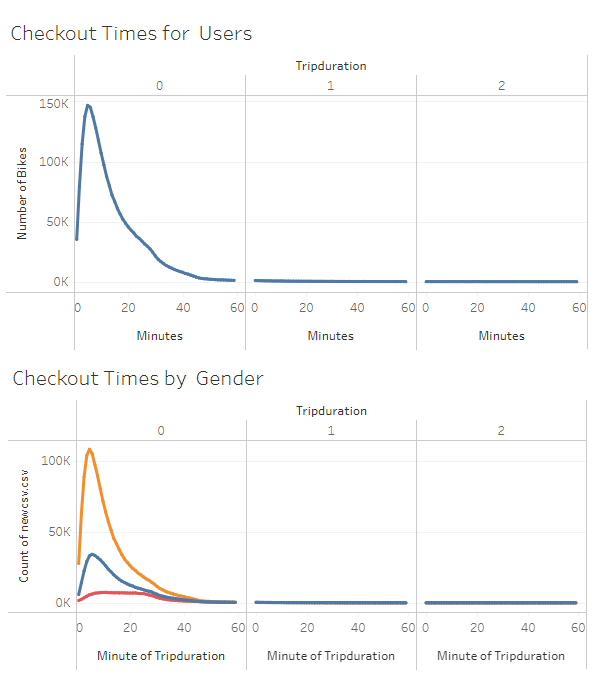 Checkout Times for Users
Tripduration
0 1 2
150K
100K
50K
0K
Number of Bikes
0 20 40 60 0 20 40 60 0 20 40 60
Minutes Minutes Minutes
Checkout Times by Gender
Tripduration
0 1 2
100K
50K
0K
Count of newcsv.csv
0 20 40 60 0 20 40 60 0 20 40 60
Minute of Tripduration Minute of Tripduration Minute of Tripduration